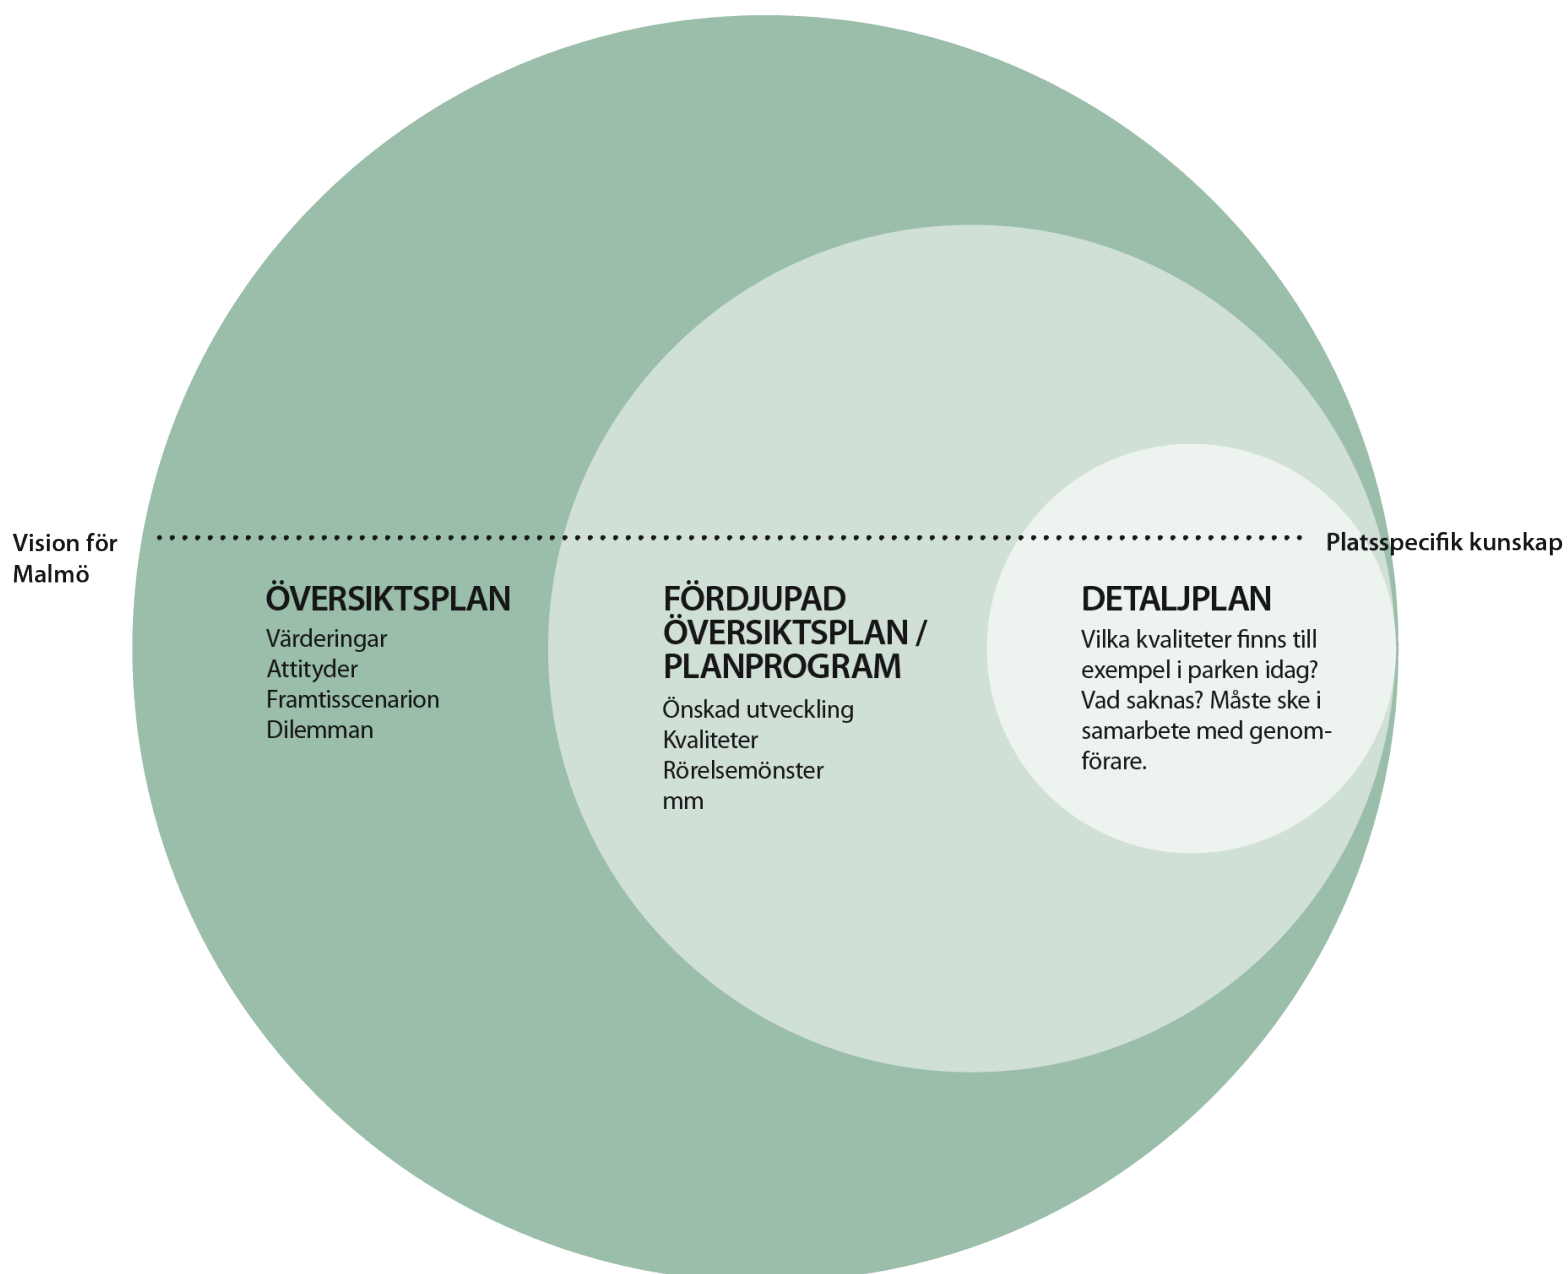 Vision för
Malmö
Platsspecifik kunskap
ÖVERSIKTSPLAN
Värderingar
Attityder
Framtisscenarion
Dilemman
FÖRDJUPAD
ÖVERSIKTSPLAN /
PLANPROGRAM
Önskad utveckling
Kvaliteter
Rörelsemönster
mm
DETALJPLAN
Vilka kvaliteter finns till
exempel i parken idag?
Vad saknas? Måste ske i
samarbete med genom-
förare.